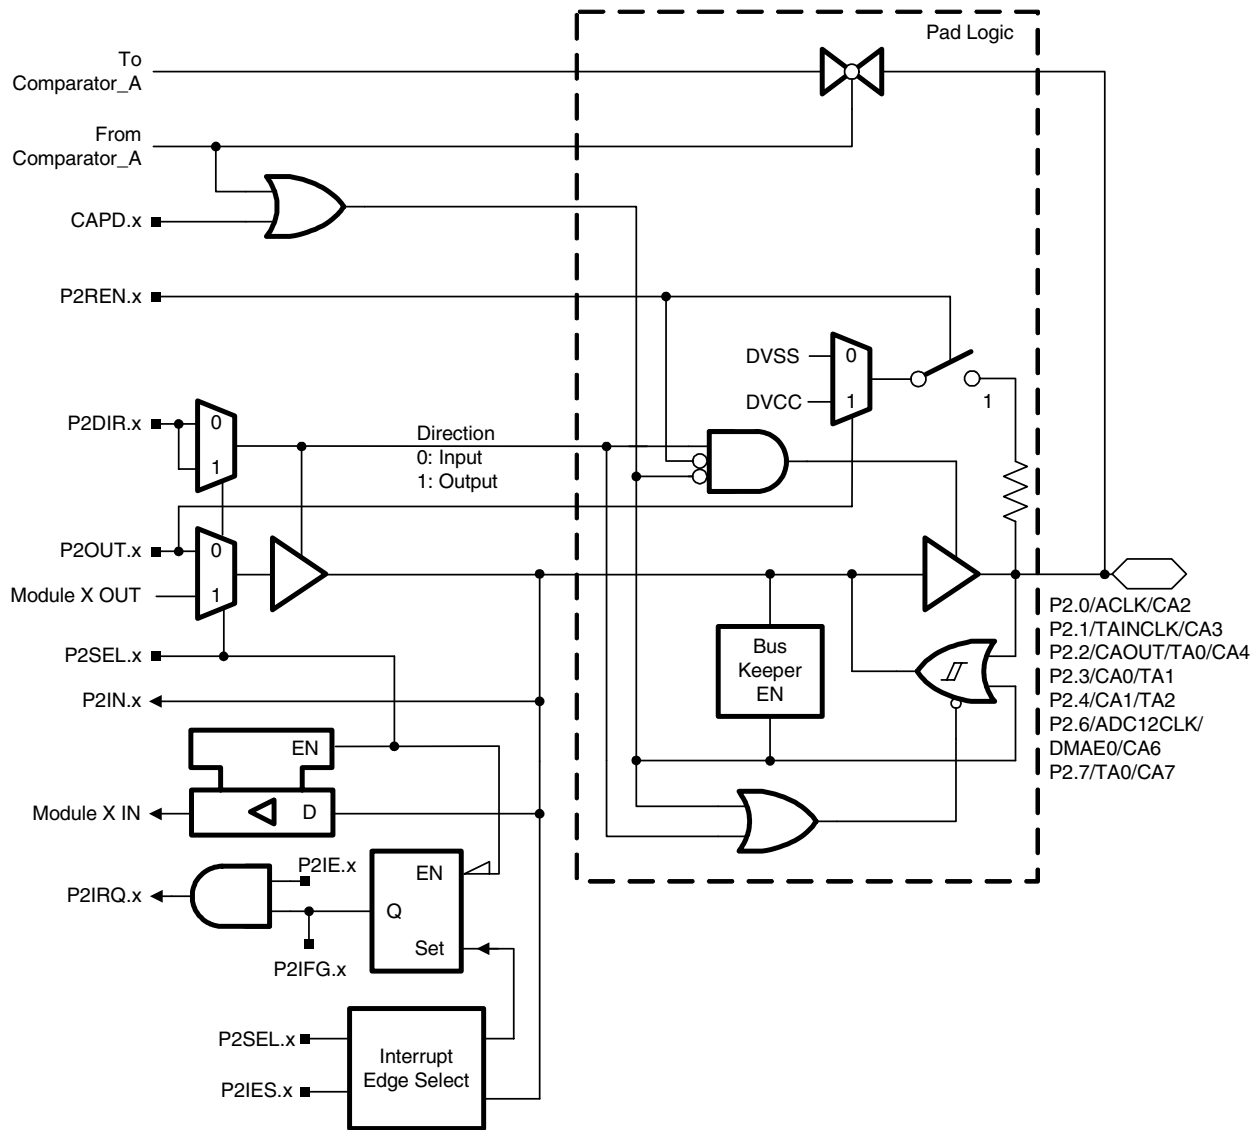 Pad Logic
To
Comparator_A
From
Comparator_A
CAPD.x
P2REN.x
DVSS
0
DVCC
1
1
P2DIR.x
0
1
Direction
0: Input
1: Output
P2OUT.x
0
Module X OUT
1
P2SEL.x
P2IN.x
Bus
Keeper
EN
P2.0/ACLK/CA2
P2.1/TAINCLK/CA3
P2.2/CAOUT/TA0/CA4
P2.3/CA0/TA1
P2.4/CA1/TA2
P2.6/ADC12CLK/
DMAE0/CA6
P2.7/TA0/CA7
EN
Module X IN
D
P2IE.x
P2IRQ.x
EN
Q
Set
P2IFG.x
P2SEL.x
P2IES.x
Interrupt
Edge Select